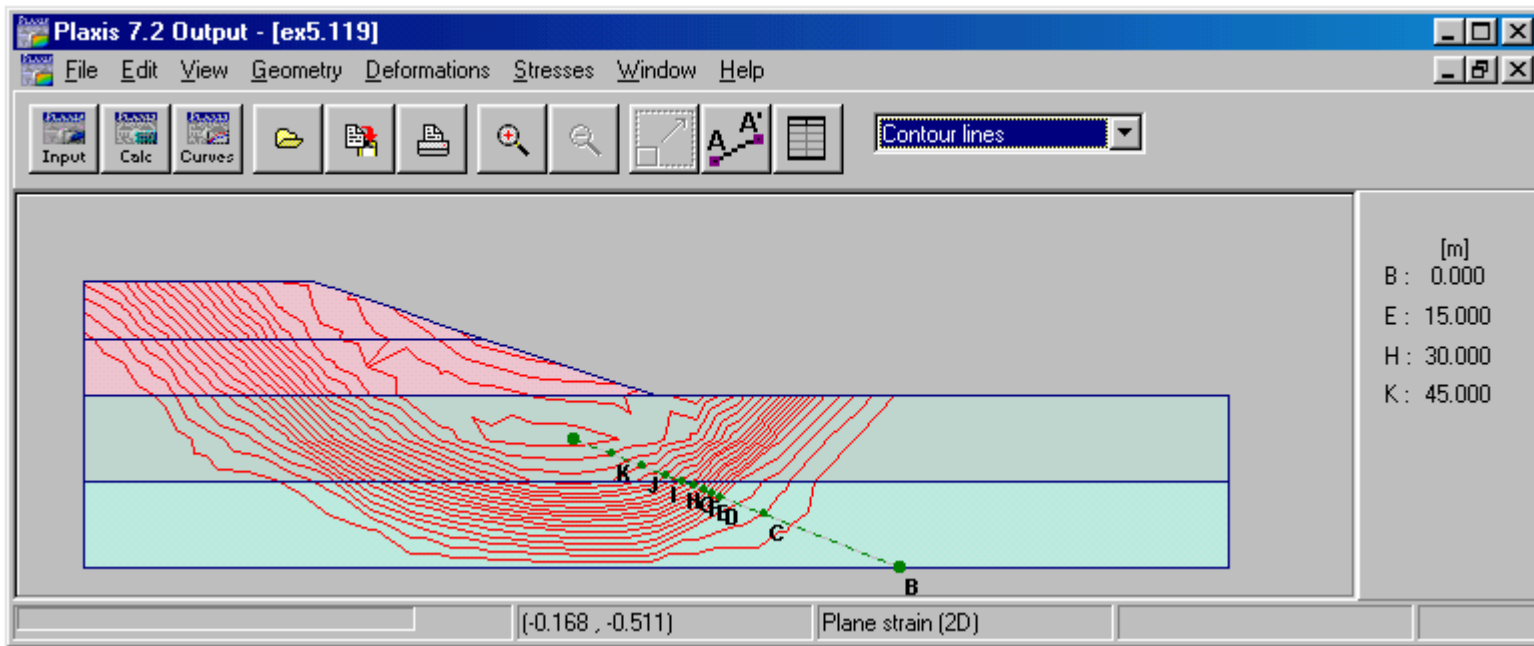 Plaxis 7.2 Output - [ex5.119]
File Edit View Geometry Deformations Stresses Window Help
Input Calc Curves
A A'
Contour lines
[m]
B : 0.000
E : 15.000
H : 30.000
K : 45.000
K
J
I
H
E
D
C
B
(-0.168 , -0.511) Plane strain (2D)